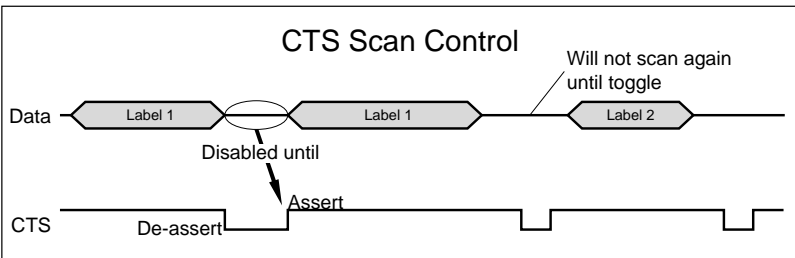 CTS Scan Control
Will not scan again
until toggle
Data
Label 1
Label 1
Label 2
Disabled until
Assert
CTS
De-assert